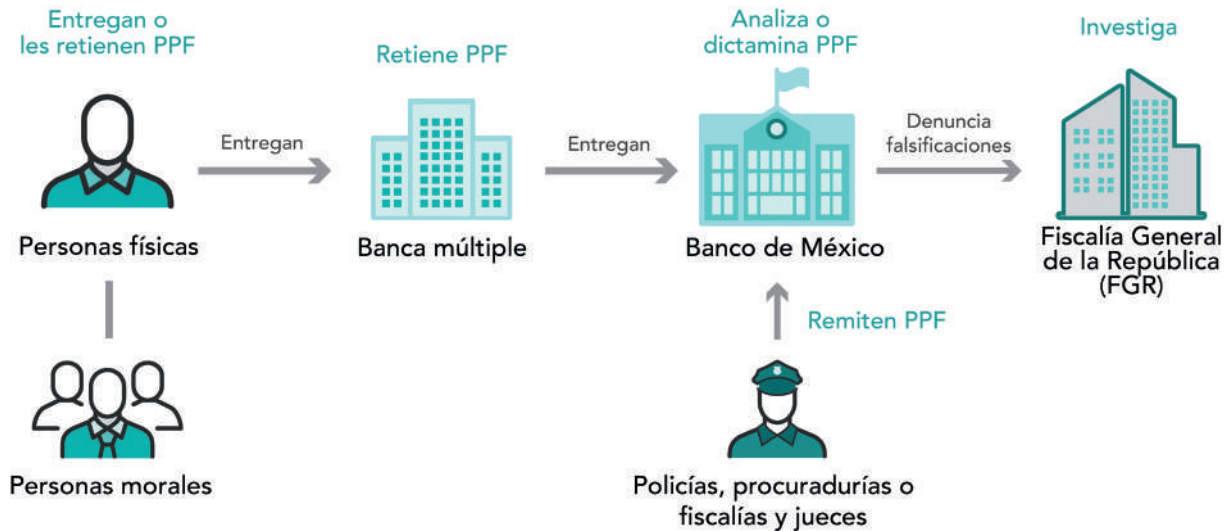 Entregan o
les retienen PPF
Retiene PPF
Analiza o
dictamina PPF
Investiga
Entregan
Entregan
Denuncia
falsificaciones
Personas físicas
Banca múltiple
Banco de México
Fiscalía General
de la República
(FGR)
Remiten PPF
Personas morales
Policías, procuradurías o
fiscalías y jueces